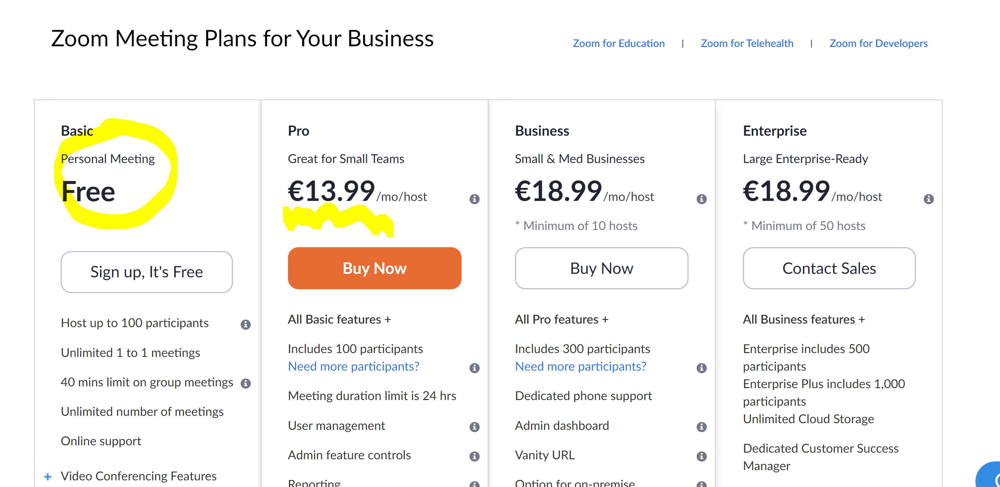 Zoom Meeting Plans for Your Business
Zoom for Education | Zoom for Telehealth | Zoom for Developers
Basic
Personal Meeting
Free
Sign up, It's Free
Host up to 100 participants
Unlimited 1 to 1 meetings
40 mins limit on group meetings
Unlimited number of meetings
Online support
+ Video Conferencing Features
Pro
Great for Small Teams
€13.99/mo/host
Buy Now
All Basic features +
Includes 100 participants
Need more participants?
Meeting duration limit is 24 hrs
User management
Admin feature controls
Reporting
Business
Small & Med Businesses
€18.99/mo/host
* Minimum of 10 hosts
Buy Now
All Pro features +
Includes 300 participants
Need more participants?
Dedicated phone support
Admin dashboard
Vanity URL
Option for on-premise
Enterprise
Large Enterprise-Ready
€18.99/mo/host
* Minimum of 50 hosts
Contact Sales
All Business features +
Enterprise includes 500
participants
Enterprise Plus includes 1,000
participants
Unlimited Cloud Storage
Dedicated Customer Success
Manager